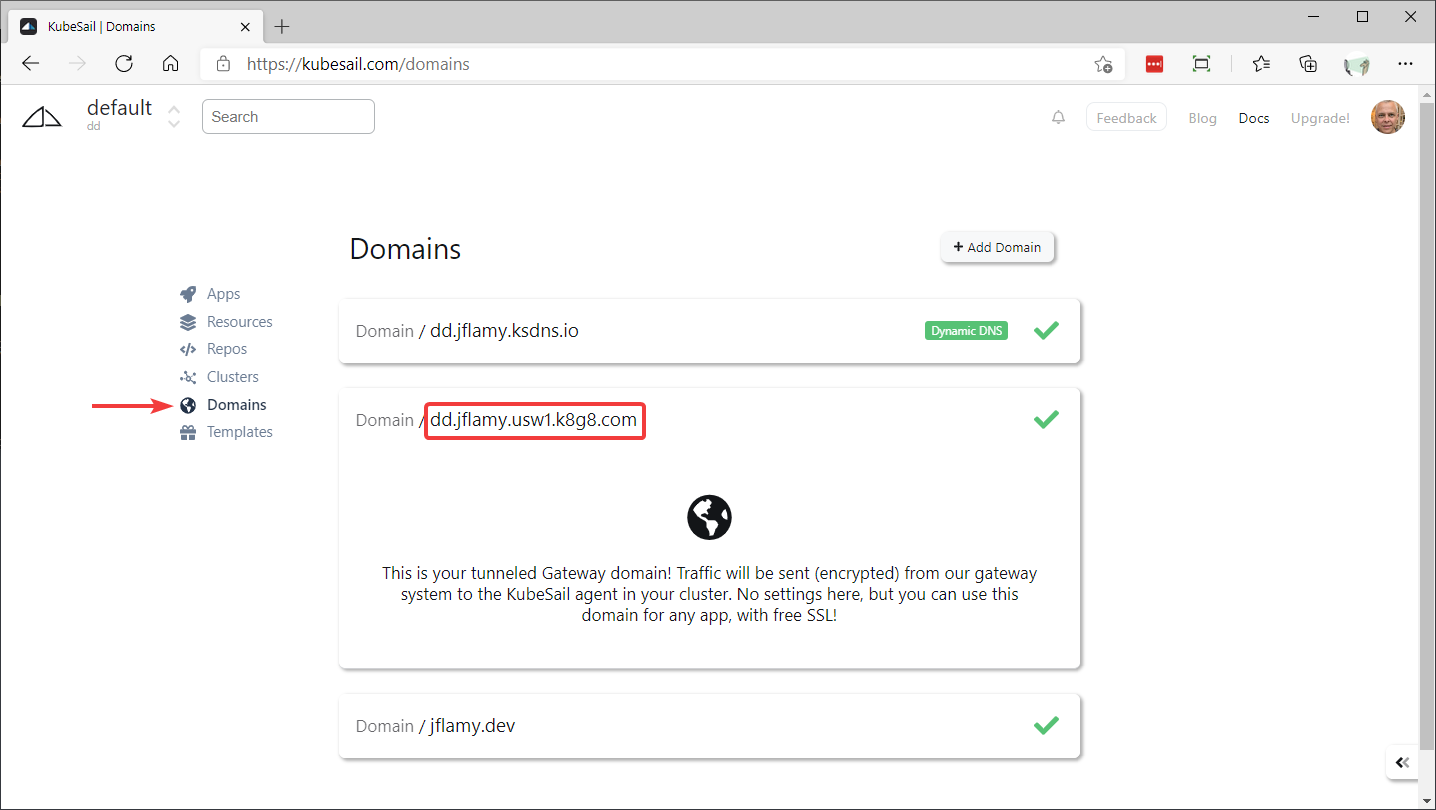 KubeSail | Domains
https://kubesail.com/domains
default
dd
Search
Feedback
Blog
Docs
Upgrade!
Domains
+ Add Domain
Apps
Resources
Repos
Clusters
Domains
Templates
Domain / dd.jflamy.ksdns.io
Dynamic DNS
Domain / dd.jflamy.usw1.k8g8.com
This is your tunneled Gateway domain! Traffic will be sent (encrypted) from our gateway
system to the KubeSail agent in your cluster. No settings here, but you can use this
domain for any app, with free SSL!
Domain / jflamy.dev